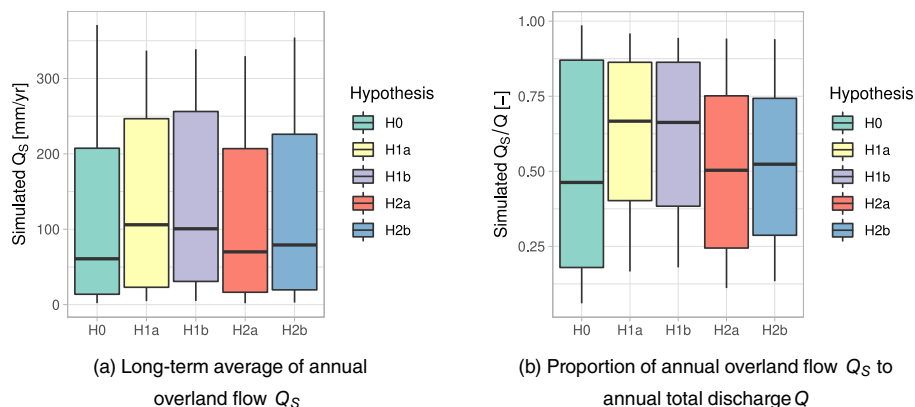 Simulated QS [mm/yr]
300
200
100
0
H0 H1a H1b H2a H2b
Hypothesis
H0
H1a
H1b
H2a
H2b
(a) Long-term average of annual
overland flow QS
Simulated QS/Q [−]
1.00
0.75
0.50
0.25
H0 H1a H1b H2a H2b
Hypothesis
H0
H1a
H1b
H2a
H2b
(b) Proportion of annual overland flow QS to
annual total discharge Q